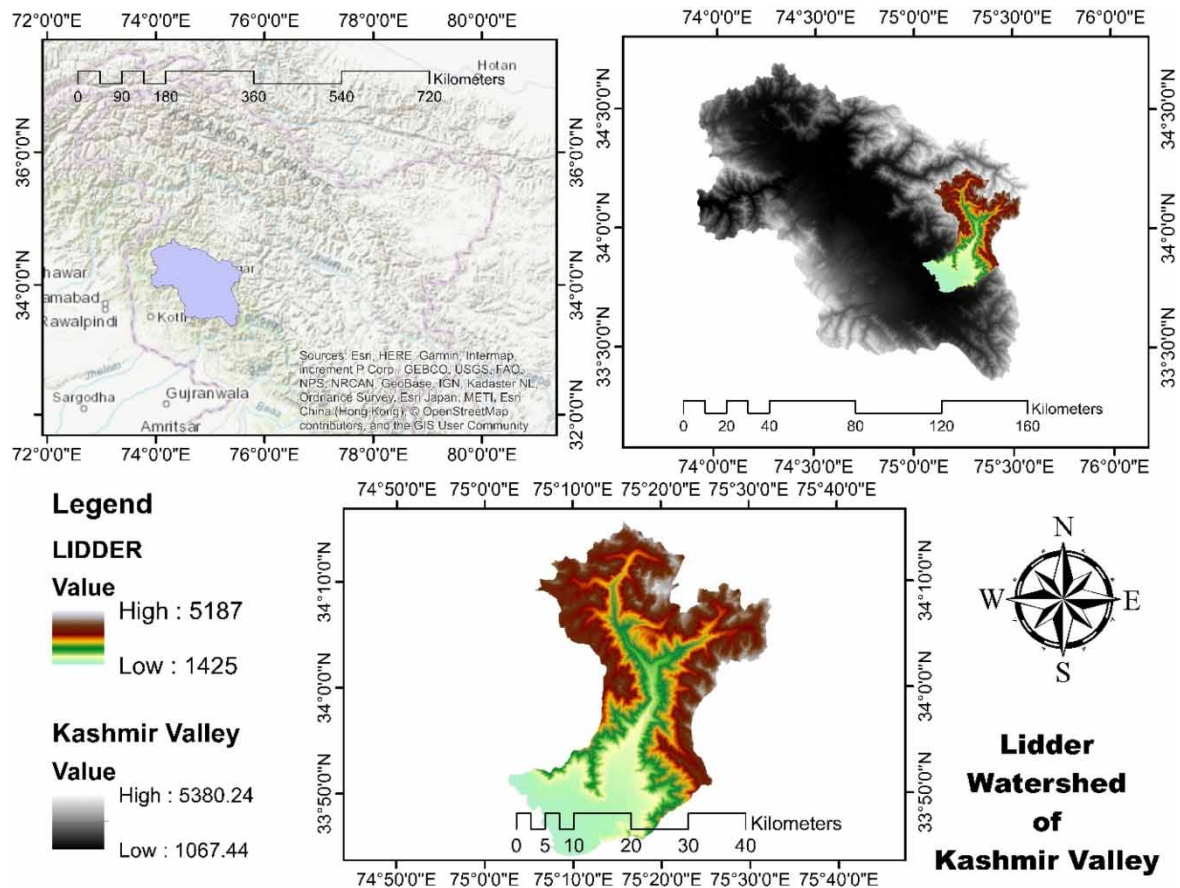 72°0'0"E 74°0'0"E 76°0'0"E 78°0'0"E 80°0'0"E
Hotan
Kilometers
0 90 180 360 540 720
KARAKORAM RANGE
36°0'0"N
34°0'0"N
36°0'0"N
34°0'0"N
32°0'0"N
hawar
amabad
Rawalpindi
Kotli
gar
Jhelum
Sargodha
Gujranwala
Amritsar
Beas
Sources: Esri, HERE, Garmin, Intermap,
increment P Corp., GEBCO, USGS, FAO,
NPS, NRCAN, GeoBase, IGN, Kadaster NL,
Ordnance Survey, Esri Japan, METI, Esri
China (Hong Kong), © OpenStreetMap
contributors, and the GIS User Community
72°0'0"E 74°0'0"E 76°0'0"E 78°0'0"E 80°0'0"E
74°0'0"E 74°30'0"E 75°0'0"E 75°30'0"E 76°0'0"E
34°30'0"N
34°0'0"N
33°30'0"N
34°30'0"N
34°0'0"N
33°30'0"N
Kilometers
0 20 40 80 120 160
74°0'0"E 74°30'0"E 75°0'0"E 75°30'0"E 76°0'0"E
Legend
LIDDER
Value
High : 5187
Low : 1425
Kashmir Valley
Value
High : 5380.24
Low : 1067.44
74°50'0"E 75°0'0"E 75°10'0"E 75°20'0"E 75°30'0"E 75°40'0"E
34°10'0"N
34°0'0"N
33°50'0"N
34°10'0"N
34°0'0"N
33°50'0"N
Kilometers
0 5 10 20 30 40
74°50'0"E 75°0'0"E 75°10'0"E 75°20'0"E 75°30'0"E 75°40'0"E
N
W E
S
Lidder
Watershed
of
Kashmir Valley